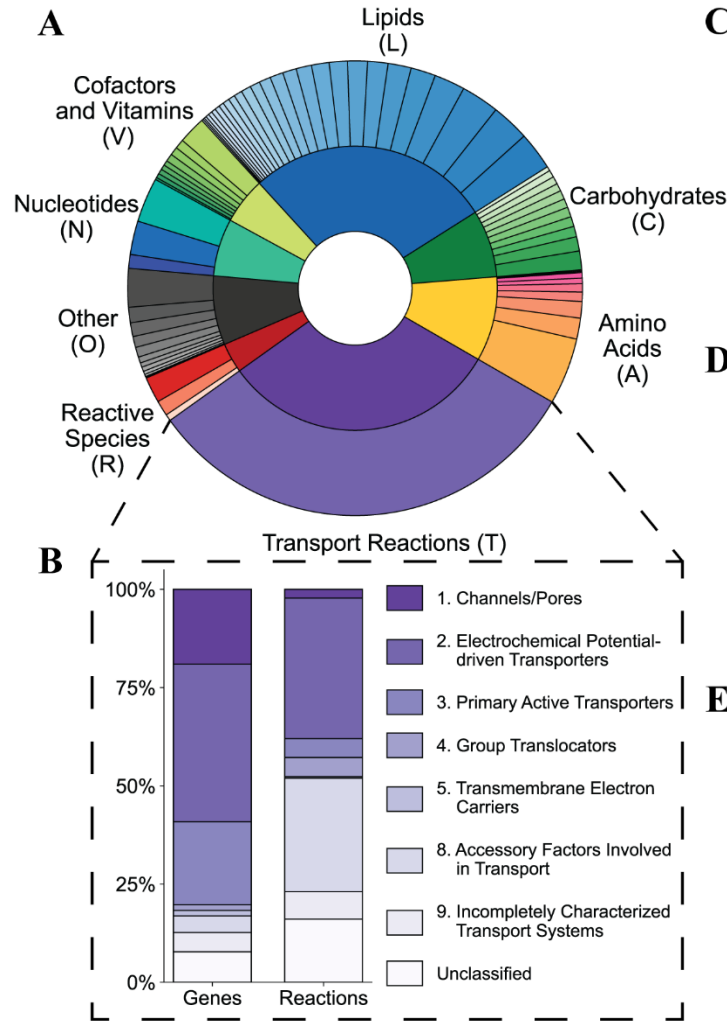 A
C
Lipids
(L)
Cofactors
and Vitamins
(V)
Nucleotides
(N)
Carbohydrates
(C)
Other
(O)
Amino
Acids
(A)
D
Reactive
Species
(R)
B
Transport Reactions (T)
100%
75%
50%
25%
0%
Genes
Reactions
1. Channels/Pores
2. Electrochemical Potential-
driven Transporters
3. Primary Active Transporters
4. Group Translocators
5. Transmembrane Electron
Carriers
8. Accessory Factors Involved
in Transport
9. Incompletely Characterized
Transport Systems
Unclassified
E